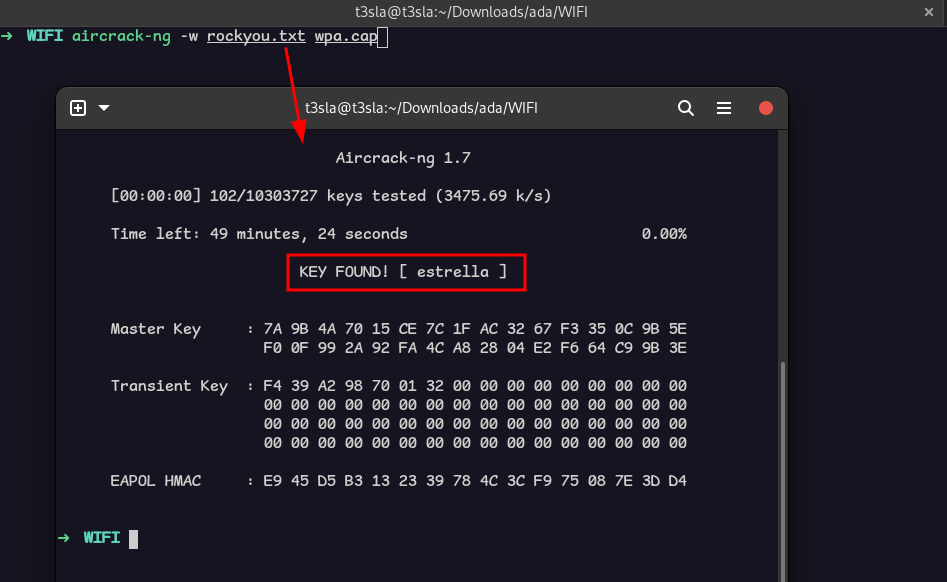 t3sla@t3sla:~/Downloads/ada/WIFI
→ WIFI aircrack-ng -w rockyou.txt wpa.cap
t3sla@t3sla:~/Downloads/ada/WIFI
Aircrack-ng 1.7
[00:00:00] 102/10303727 keys tested (3475.69 k/s)
Time left: 49 minutes, 24 seconds 0.00%
KEY FOUND! [ estrella ]
Master Key : 7A 9B 4A 70 15 CE 7C 1F AC 32 67 F3 35 0C 9B 5E
F0 0F 99 2A 92 FA 4C A8 28 04 E2 F6 64 C9 9B 3E
Transient Key : F4 39 A2 98 70 01 32 00 00 00 00 00 00 00 00 00
00 00 00 00 00 00 00 00 00 00 00 00 00 00 00 00
00 00 00 00 00 00 00 00 00 00 00 00 00 00 00 00
00 00 00 00 00 00 00 00 00 00 00 00 00 00 00 00
EAPOL HMAC : E9 45 D5 B3 13 23 39 78 4C 3C F9 75 08 7E 3D D4
→ WIFI